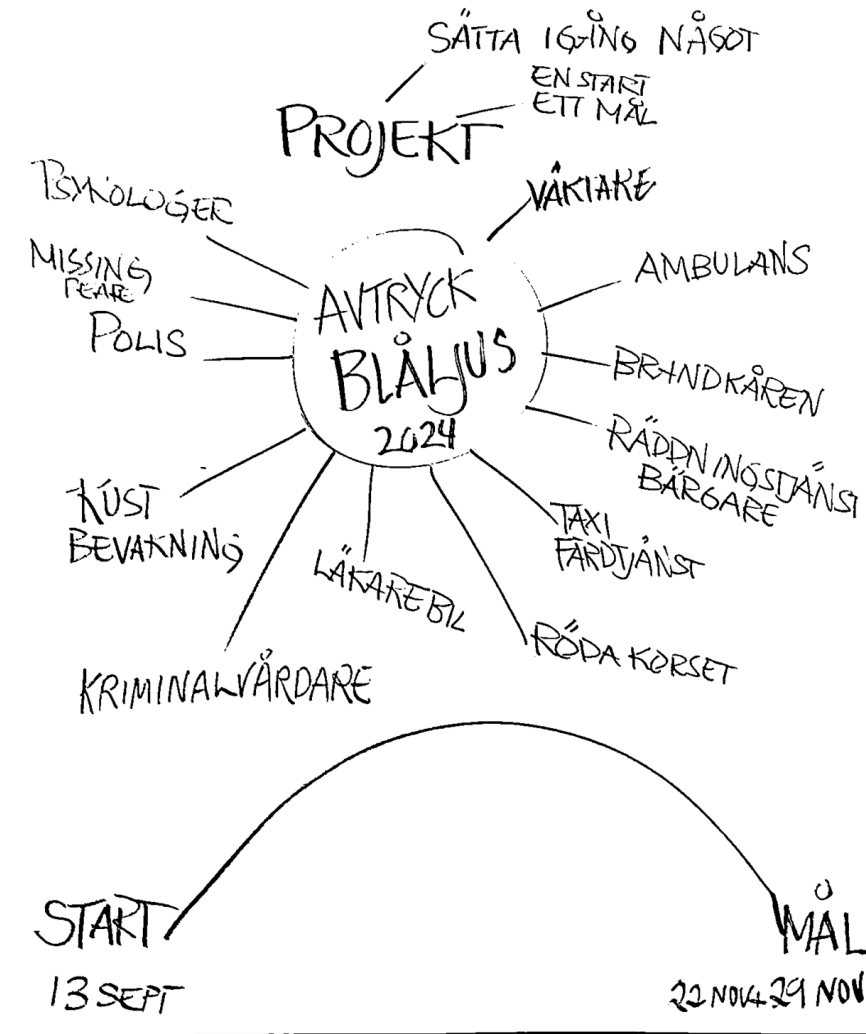 SÄTTA IGÅNG NÅGOT
EN START
ETT MÅL
PROJEKT
VÄKTARE
PSYKOLOGER
AMBULANS
MISSING
POLIS
AVTRYCK
BLÅLJUS
2024
BRANDKÅREN
RÄDDNINGSTJÄNST
BÄRGARE
KUST
BEVAKNING
TAXI
FÄRDTJÄNST
LÄKAREBIL
RÖDA KORSET
KRIMINALVÅRDARE
START
MÅL
13 SEPT
22 NOV+29 NOV